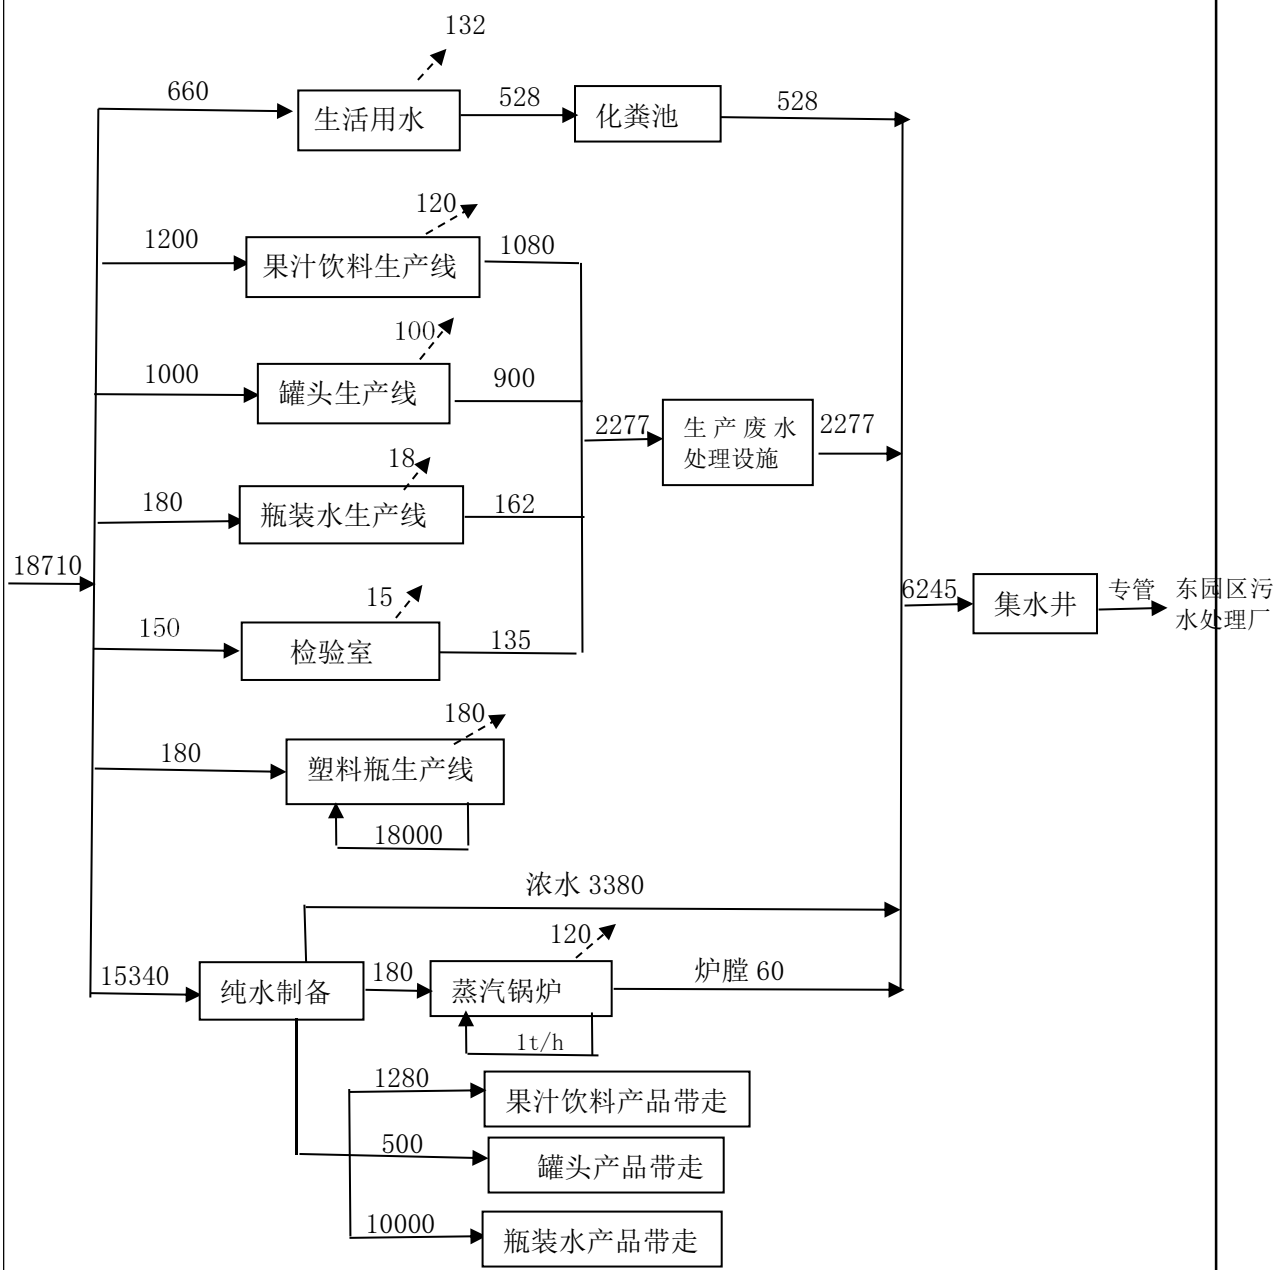 132
660
生活用水
528
化粪池
528
120
1200
果汁饮料生产线
1080
100
1000
罐头生产线
900
2277
生产废水
处理设施
2277
18
180
瓶装水生产线
162
18710
15
150
检验室
135
6245
集水井
专管
东园区污
水处理厂
180
180
塑料瓶生产线
18000
浓水 3380
15340
纯水制备
180
120
蒸汽锅炉
炉膛 60
1t/h
1280
果汁饮料产品带走
500
罐头产品带走
10000
瓶装水产品带走